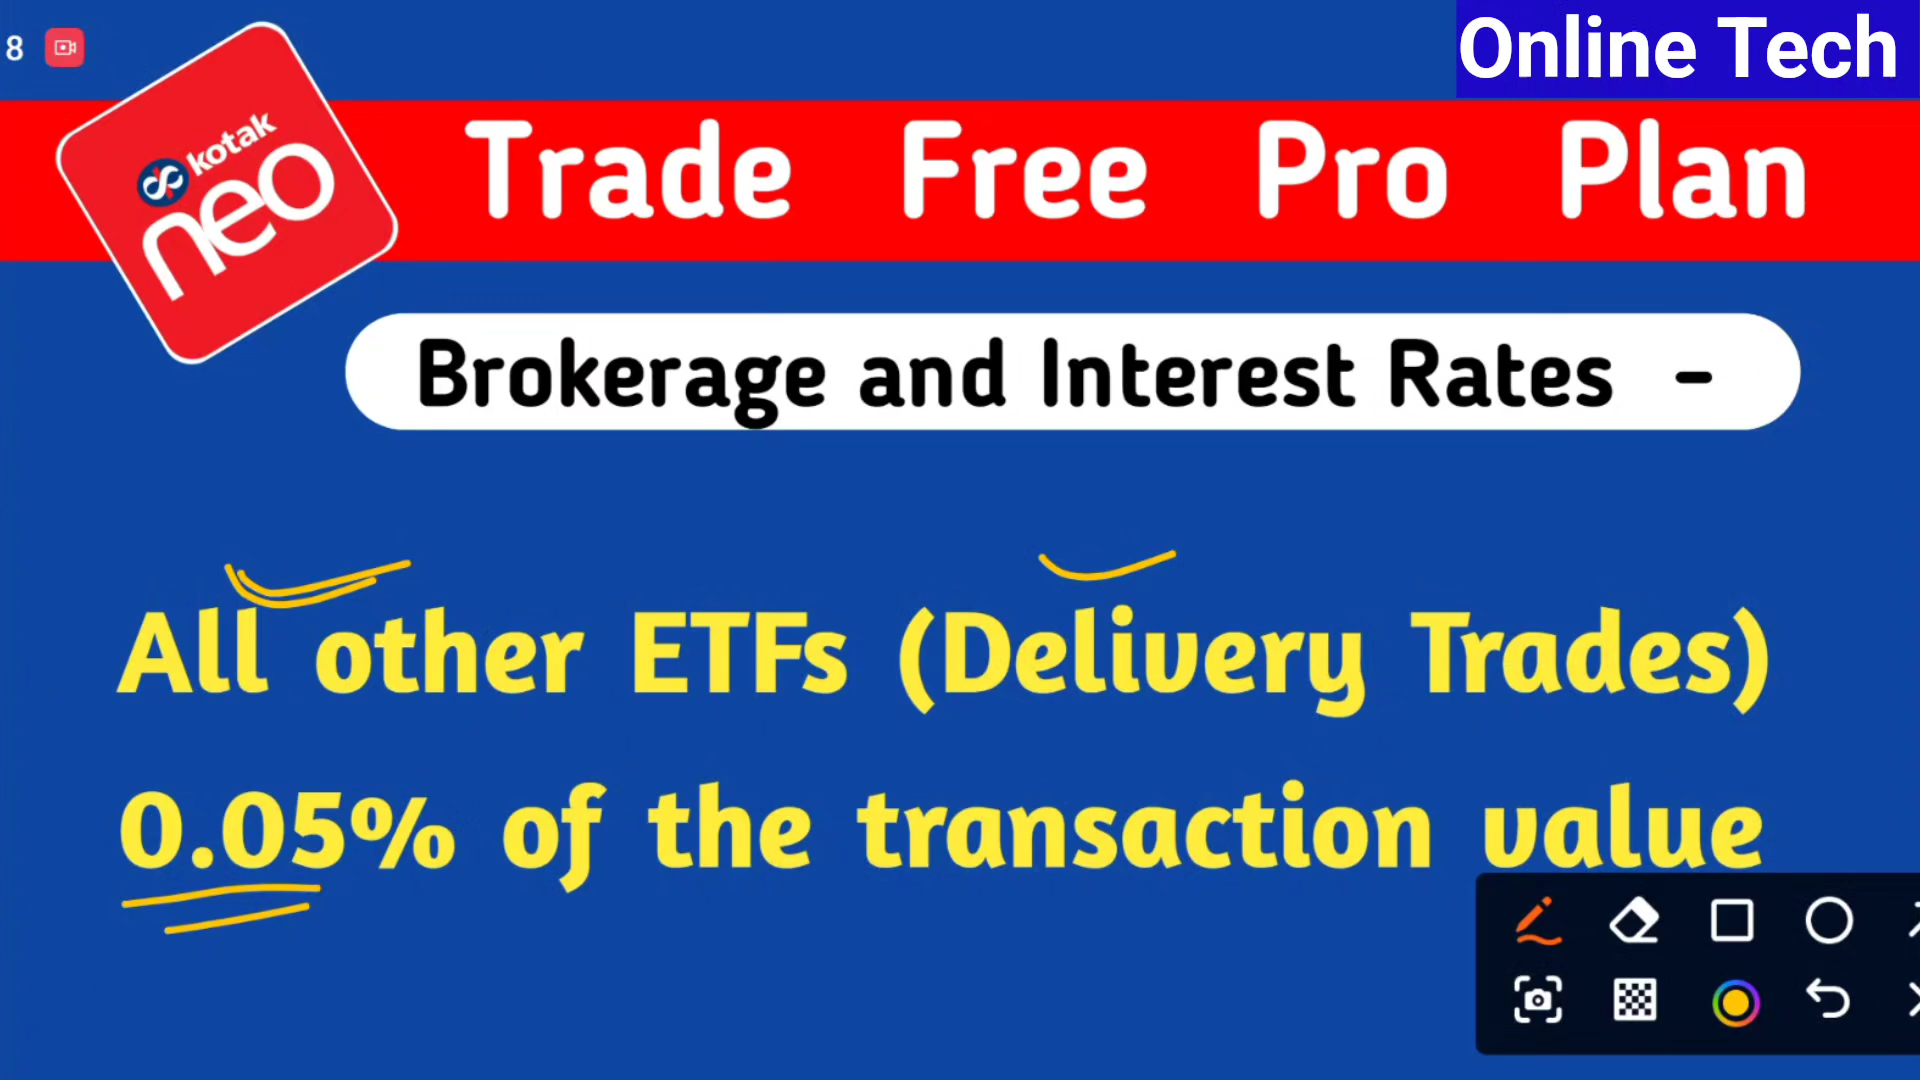 Online Tech
8
kotak
neo
Trade Free Pro Plan
Brokerage and Interest Rates -
All other ETFs (Delivery Trades)
0.05% of the transaction value